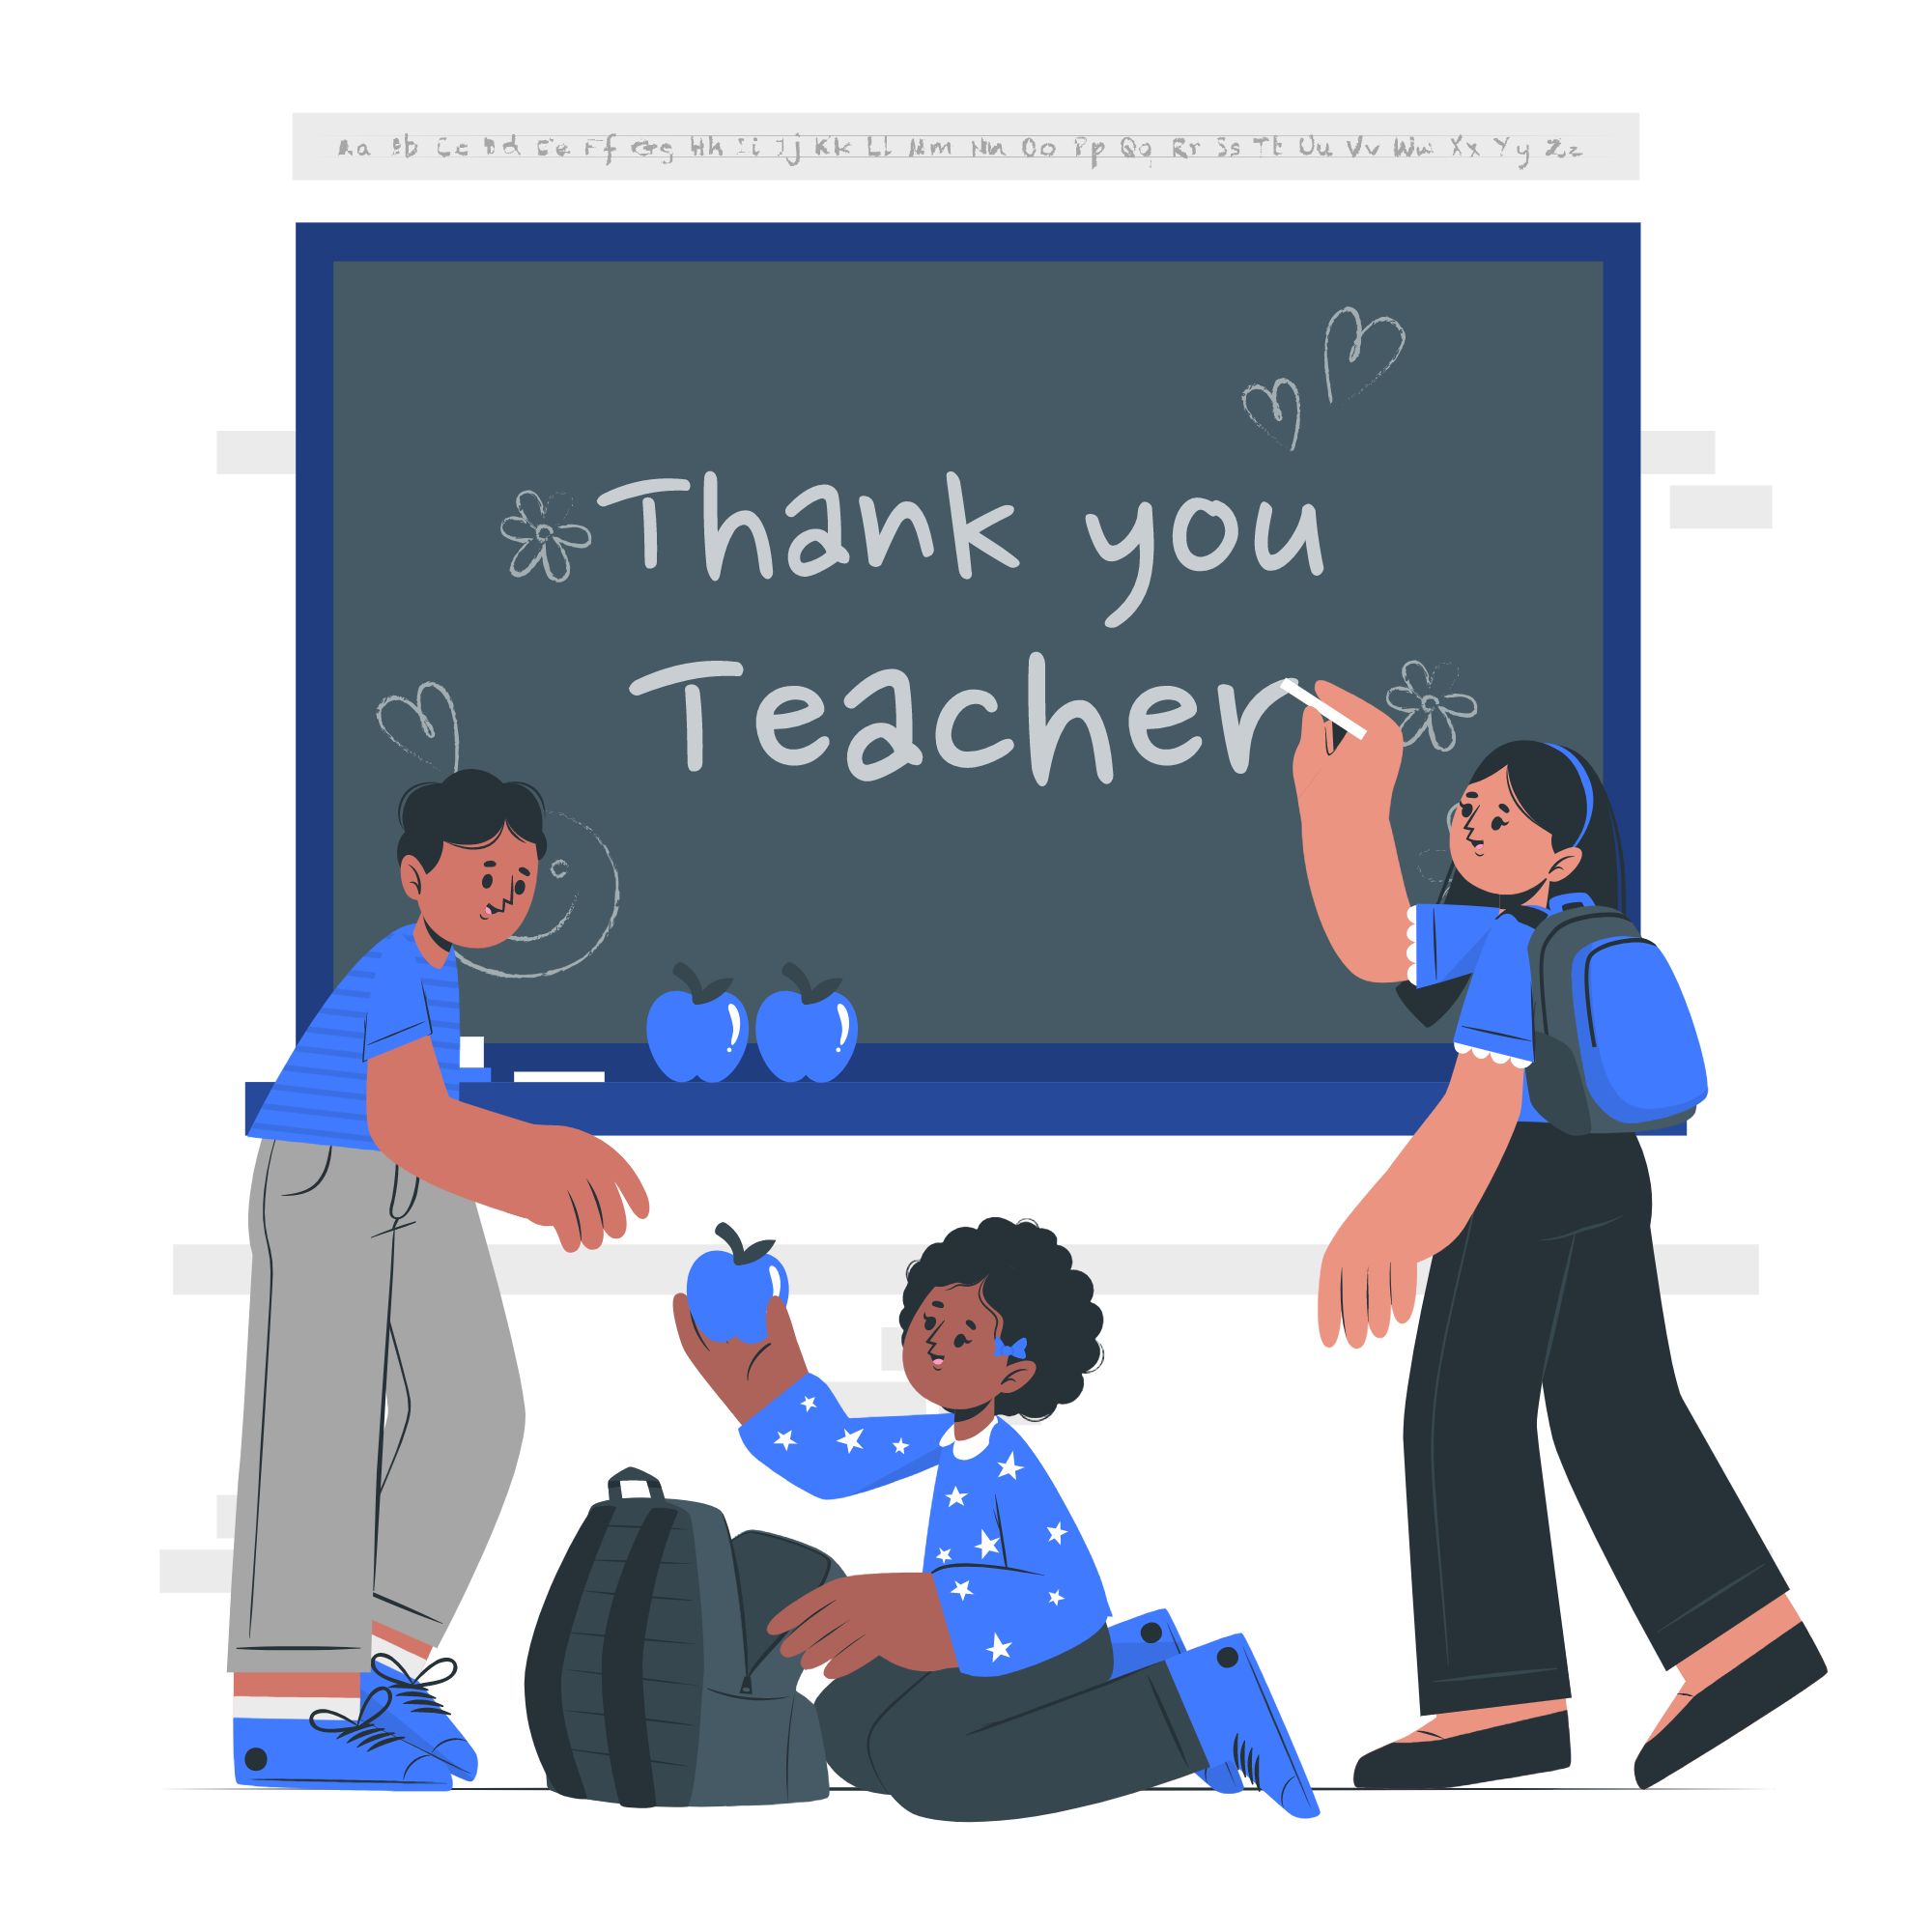 Aa Bb Cc Dd Ee Ff Gg Hh Ii Jj Kk Ll Mm Nn Oo Pp Qq Rr Ss Tt Uu Vv Ww Xx Yy Zz
Thank you
Teacher